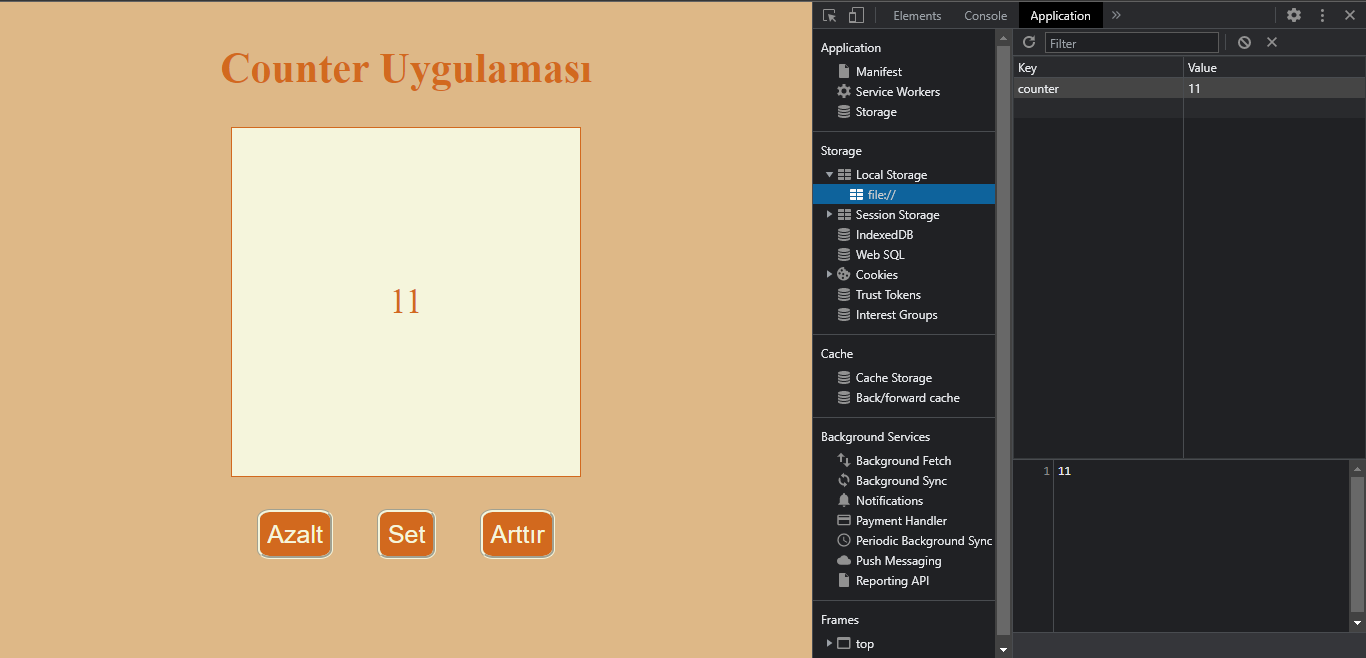 Counter Uygulaması
11
Azalt Set Arttır
Elements Console Application
Application
Manifest
Service Workers
Storage
Storage
Local Storage
file://
Session Storage
IndexedDB
Web SQL
Cookies
Trust Tokens
Interest Groups
Cache
Cache Storage
Back/forward cache
Background Services
Background Fetch
Background Sync
Notifications
Payment Handler
Periodic Background Sync
Push Messaging
Reporting API
Frames
top
Filter
Key Value
counter 11
1 11